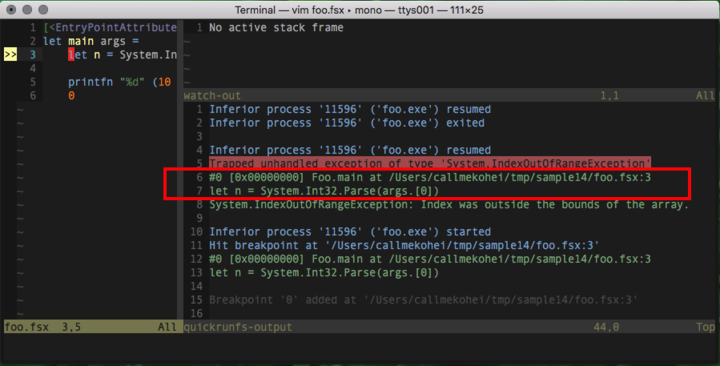 Terminal — vim foo.fsx • mono — ttys001 — 111×25
1 [<EntryPointAttribute
2 let main args =
>> 3 let n = System.In
4
5 printfn "%d" (10
6 0
foo.fsx 3,5 All
1 No active stack frame
watch-out 1,1 All
1 Inferior process '11596' ('foo.exe') resumed
2 Inferior process '11596' ('foo.exe') exited
3
4 Inferior process '11596' ('foo.exe') resumed
5 Trapped unhandled exception of type 'System.IndexOutOfRangeException'
6 #0 [0x00000000] Foo.main at /Users/callmekohei/tmp/sample14/foo.fsx:3
7 let n = System.Int32.Parse(args.[0])
8 System.IndexOutOfRangeException: Index was outside the bounds of the array.
9
10 Inferior process '11596' ('foo.exe') started
11 Hit breakpoint at '/Users/callmekohei/tmp/sample14/foo.fsx:3'
12 #0 [0x00000000] Foo.main at /Users/callmekohei/tmp/sample14/foo.fsx:3
13 let n = System.Int32.Parse(args.[0])
14
15 Breakpoint '0' added at '/Users/callmekohei/tmp/sample14/foo.fsx:3'
16
quickrunfs-output 44,0 Top